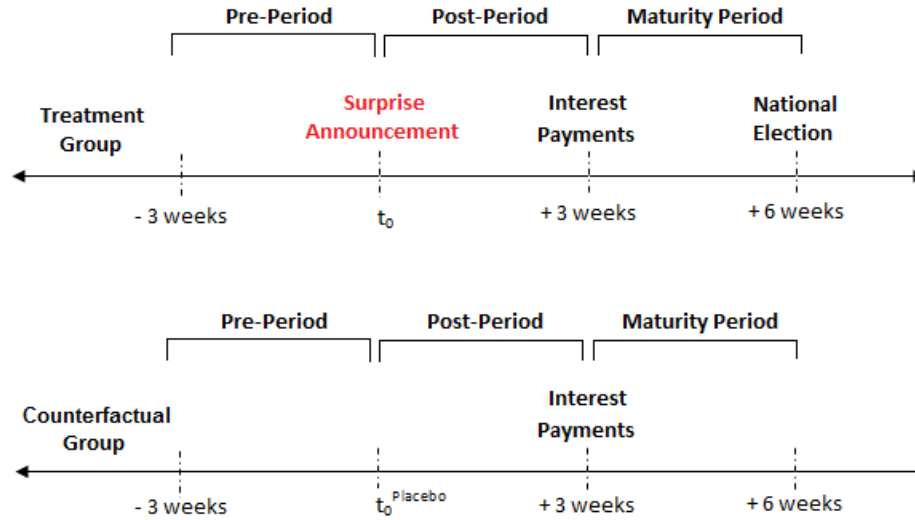 Pre-Period Post-Period Maturity Period
Treatment Group
Surprise Announcement
Interest Payments
National Election
- 3 weeks t₀ + 3 weeks + 6 weeks
Pre-Period Post-Period Maturity Period
Counterfactual Group
Interest Payments
- 3 weeks t₀ᴾˡᵃᶜᵉᵇᵒ + 3 weeks + 6 weeks